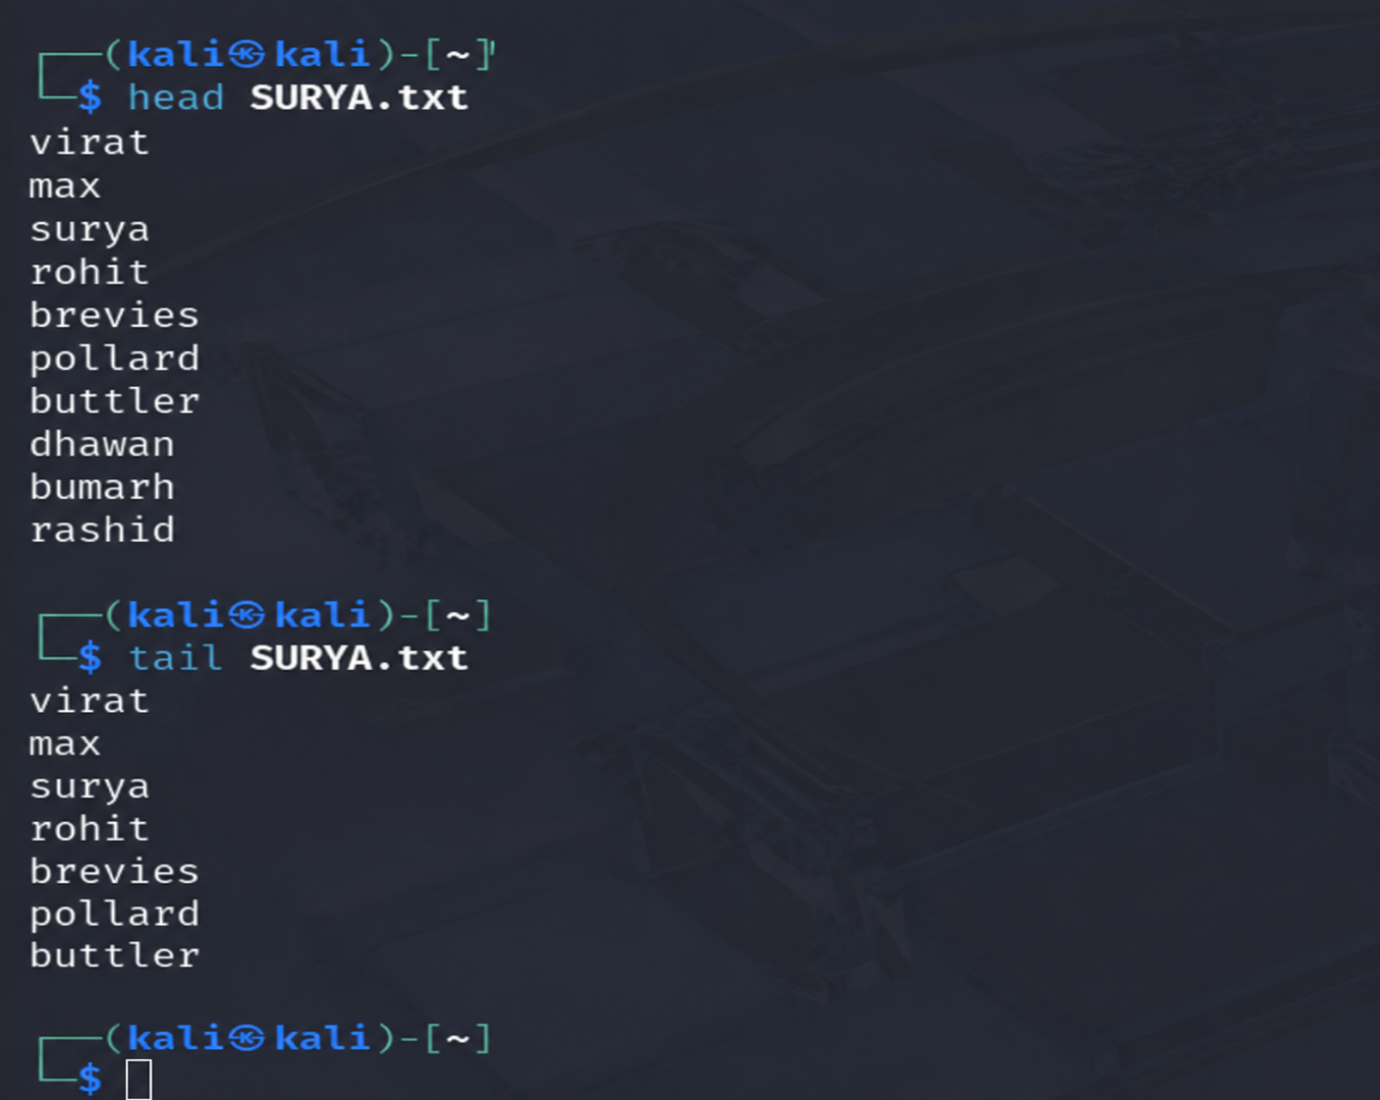 ┌──(kali㉿kali)-[~]
└─$ head SURYA.txt
virat
max
surya
rohit
brevies
pollard
buttler
dhawan
bumarh
rashid
┌──(kali㉿kali)-[~]
└─$ tail SURYA.txt
virat
max
surya
rohit
brevies
pollard
buttler
┌──(kali㉿kali)-[~]
└─$